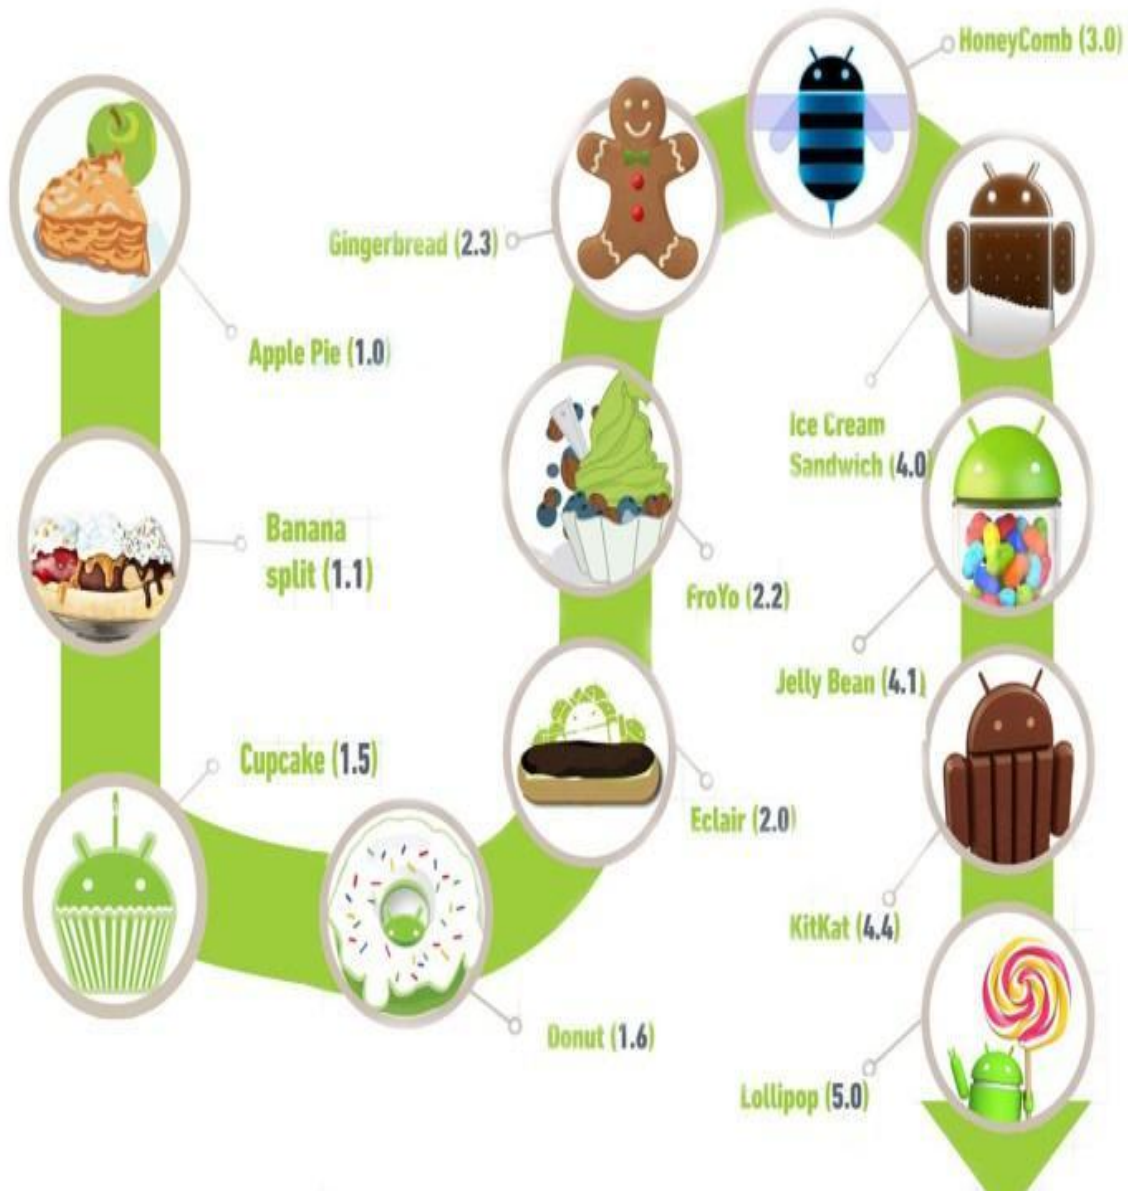 Apple Pie (1.0)
Banana
split (1.1)
Cupcake (1.5)
Donut (1.6)
Eclair (2.0)
FroYo (2.2)
Gingerbread (2.3)
HoneyComb (3.0)
Ice Cream
Sandwich (4.0)
Jelly Bean (4.1)
KitKat (4.4)
Lollipop (5.0)